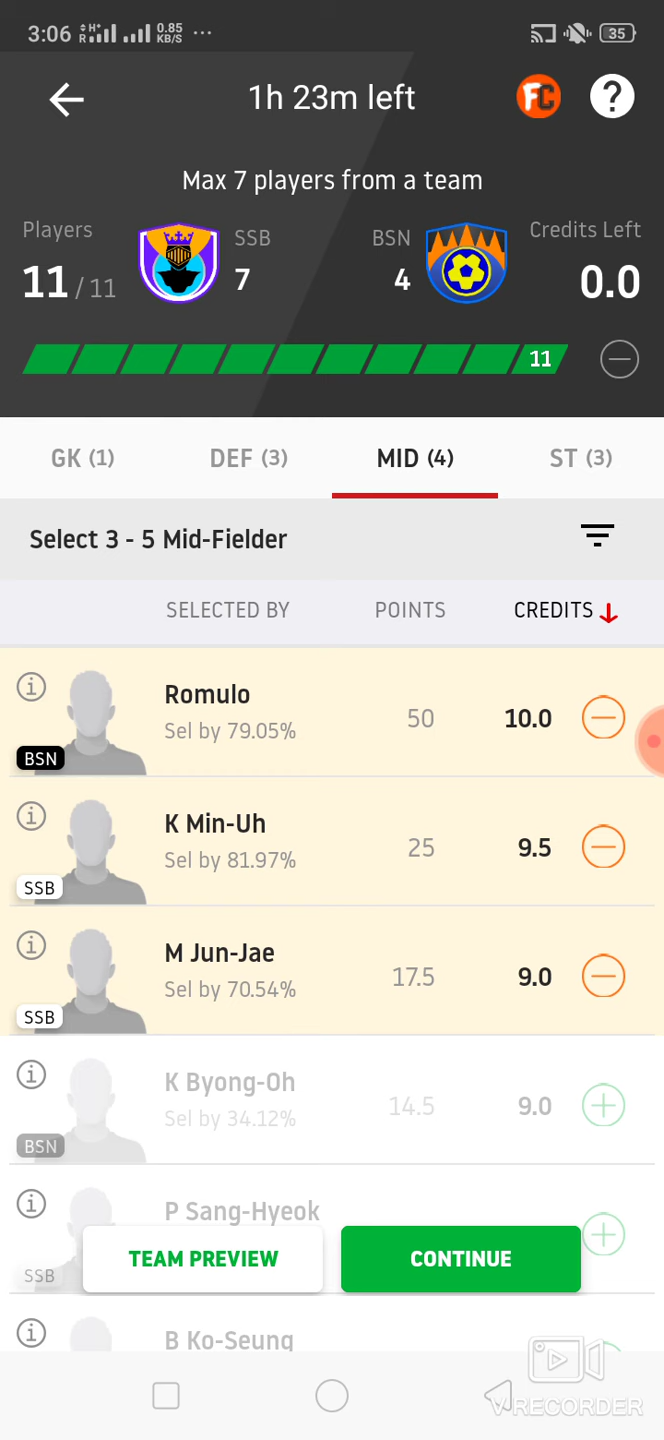 3:06 R H+ 0.85 KB/S ... 35
1h 23m left FC ?
Max 7 players from a team
Players SSB BSN Credits Left
11 / 11 7 4 0.0
11
GK (1) DEF (3) MID (4) ST (3)
Select 3 - 5 Mid-Fielder
SELECTED BY POINTS CREDITS
Romulo
Sel by 79.05% 50 10.0
BSN
K Min-Uh
Sel by 81.97% 25 9.5
SSB
M Jun-Jae
Sel by 70.54% 17.5 9.0
SSB
K Byong-Oh
Sel by 34.12% 14.5 9.0
BSN
P Sang-Hyeok
SSB
TEAM PREVIEW CONTINUE
B Ko-Seung
V RECORDER